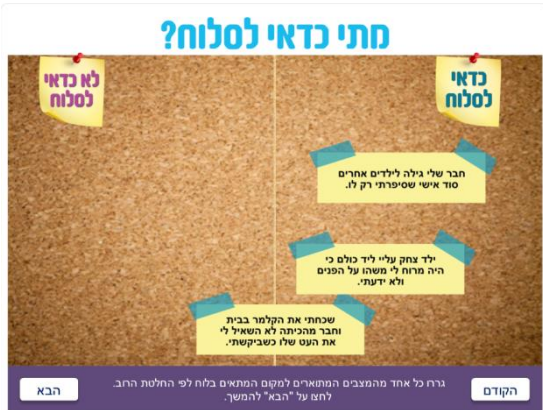 מתי כדאי לסלוח?
כדאי
לסלוח
לא כדאי
לסלוח
חבר שלי גילה לילדים אחרים
סוד אישי שסיפרתי רק לו.
ילד צחק עליי ליד כולם כי
היה מרוח לי משהו על הפנים
ולא ידעתי.
שכחתי את הקלמר בבית
וחבר מהכיתה לא השאיל לי
את העט שלו כשביקשתי.
הקודם
גררו כל אחד מהמצבים המתוארים למקום המתאים בלוח לפי החלטת הרוב.
לחצו על "הבא" להמשך.
הבא